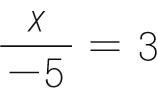 x/−5 = 3